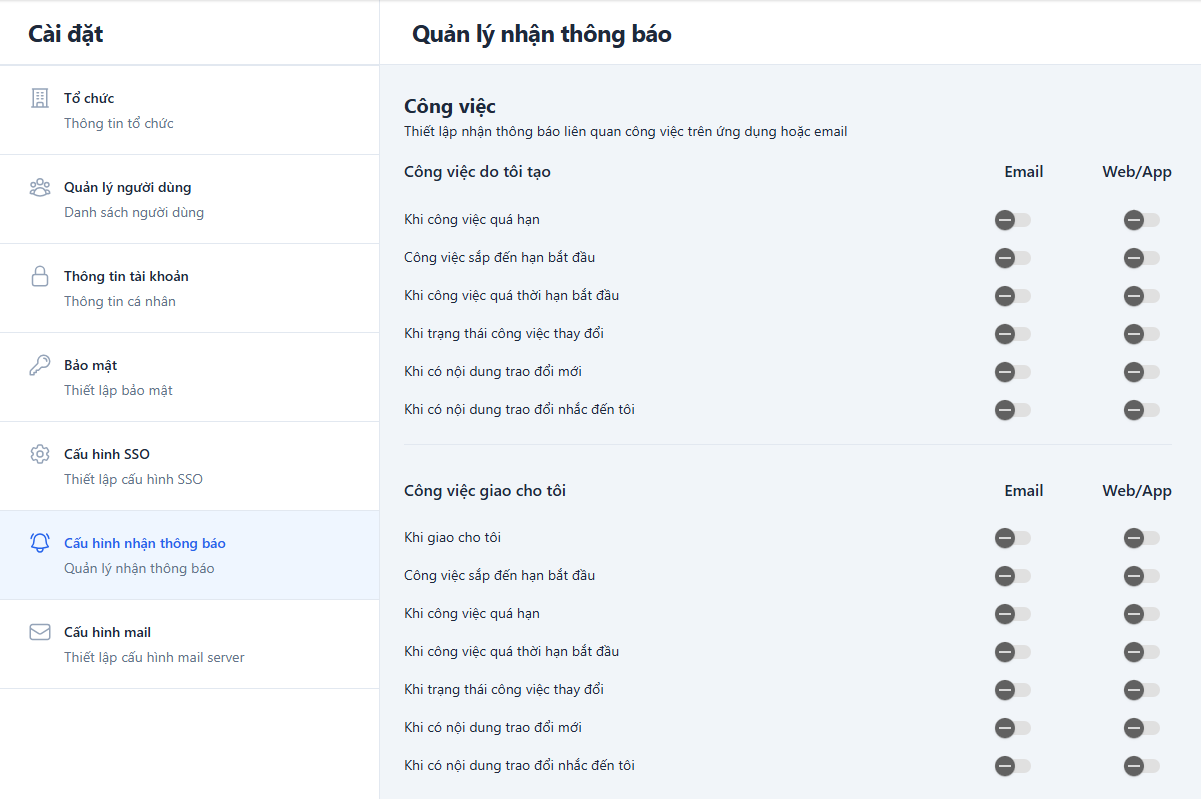 Cài đặt
Tổ chức
Thông tin tổ chức
Quản lý người dùng
Danh sách người dùng
Thông tin tài khoản
Thông tin cá nhân
Bảo mật
Thiết lập bảo mật
Cấu hình SSO
Thiết lập cấu hình SSO
Cấu hình nhận thông báo
Quản lý nhận thông báo
Cấu hình mail
Thiết lập cấu hình mail server
Quản lý nhận thông báo
Công việc
Thiết lập nhận thông báo liên quan công việc trên ứng dụng hoặc email
Công việc do tôi tạo Email Web/App
Khi công việc quá hạn
Công việc sắp đến hạn bắt đầu
Khi công việc quá thời hạn bắt đầu
Khi trạng thái công việc thay đổi
Khi có nội dung trao đổi mới
Khi có nội dung trao đổi nhắc đến tôi
Công việc giao cho tôi Email Web/App
Khi giao cho tôi
Công việc sắp đến hạn bắt đầu
Khi công việc quá hạn
Khi công việc quá thời hạn bắt đầu
Khi trạng thái công việc thay đổi
Khi có nội dung trao đổi mới
Khi có nội dung trao đổi nhắc đến tôi